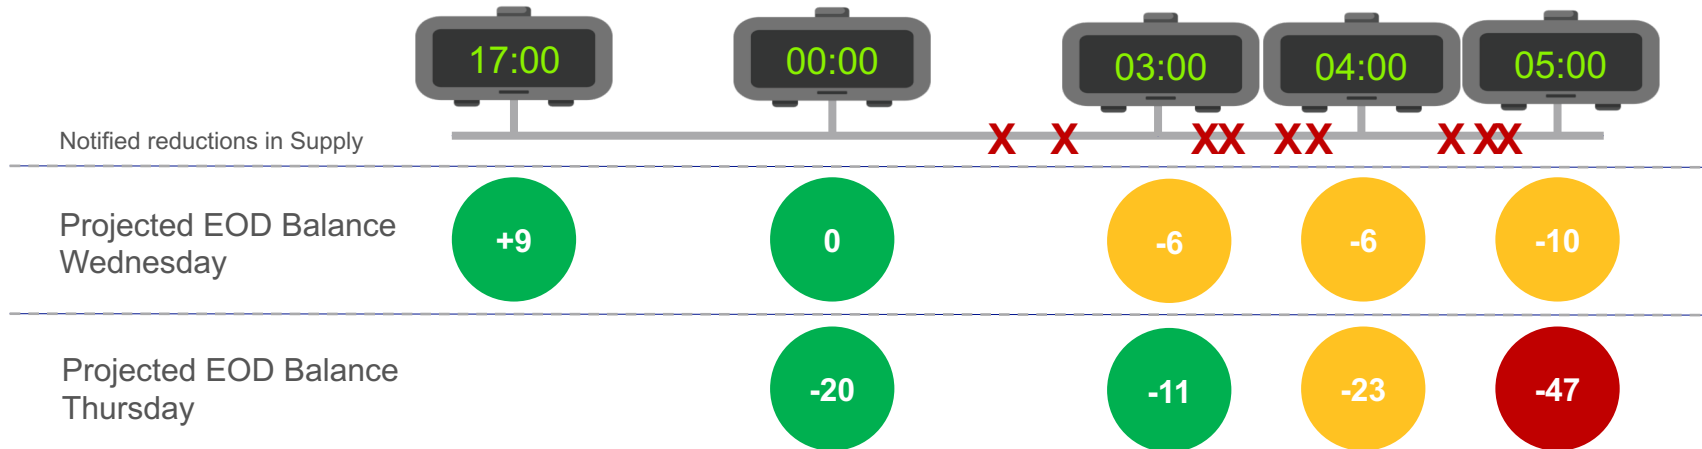 17:00
00:00
03:00
04:00
05:00
Notified reductions in Supply
X X XX XX X XX
Projected EOD Balance
Wednesday
+9
0
-6
-6
-10
Projected EOD Balance
Thursday
-20
-11
-23
-47